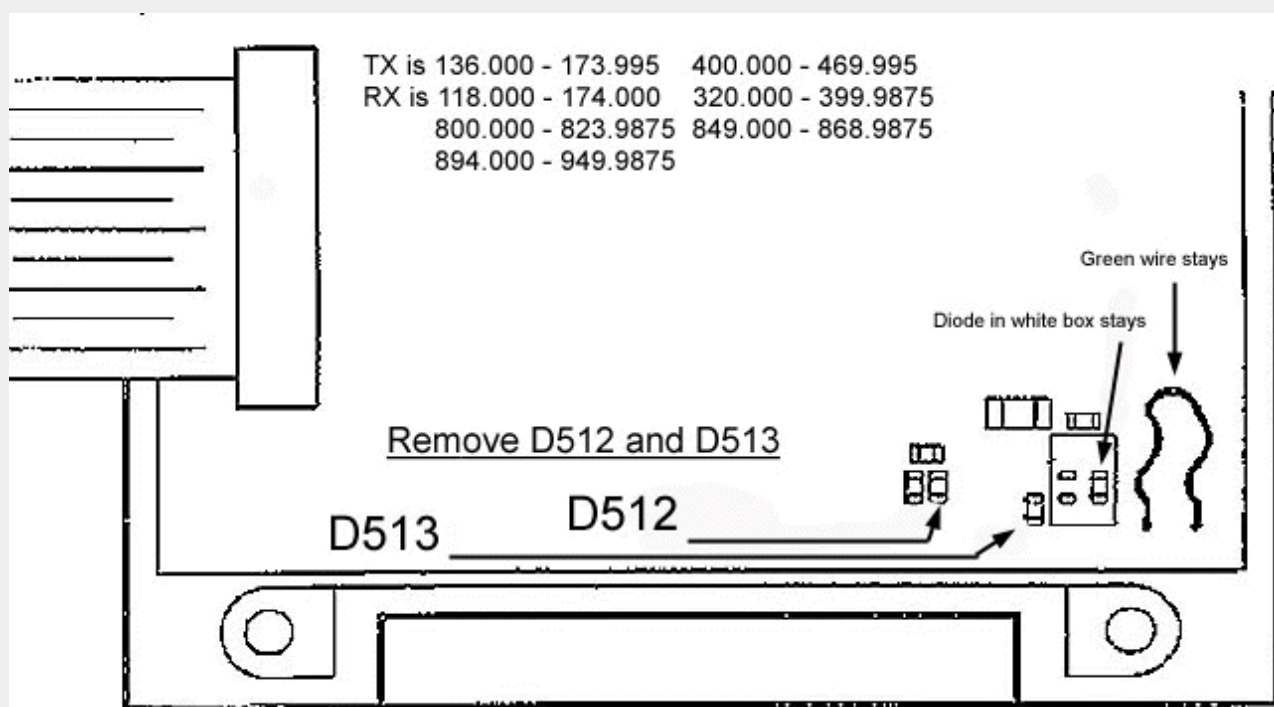 TX is 136.000 - 173.995 400.000 - 469.995
RX is 118.000 - 174.000 320.000 - 399.9875
800.000 - 823.9875 849.000 - 868.9875
894.000 - 949.9875
Green wire stays
Diode in white box stays
Remove D512 and D513
D512
D513